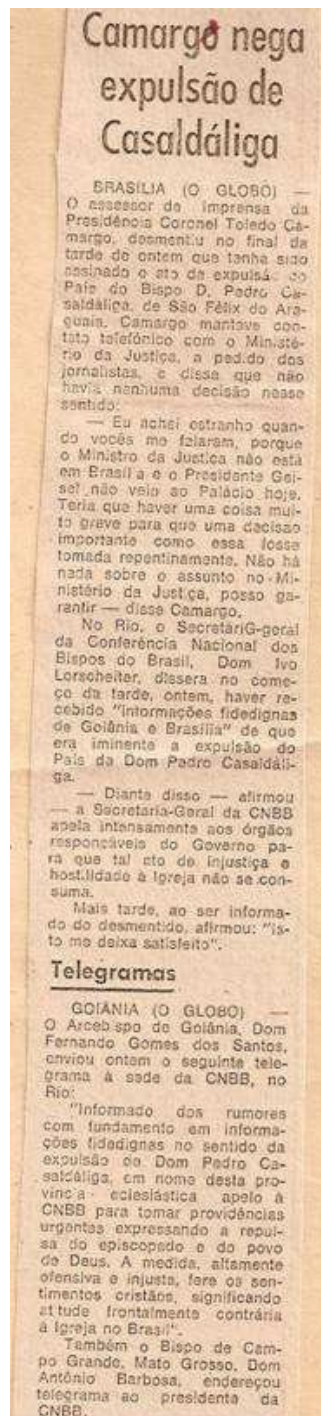 Camargo nega
expulsão de
Casaldáliga
BRASÍLIA (O GLOBO) —
O assessor de Imprensa da
Presidência Coronel Toledo Ca-
margo, desmentiu no final da
tarde de ontem que tenha sido
assinado o ato de expulsão do
País do Bispo D. Pedro Ca-
saldáliga, de São Félix do Ara-
guaia. Camargo manteve con-
tato telefônico com o Ministé-
rio da Justiça, a pedido dos
jornalistas, e disse que não
havia nenhuma decisão nesse
sentido:
— Eu achei estranho quan-
do vocês me falaram, porque
o Ministro da Justiça não está
em Brasília e o Presidente Gei-
sel não veio ao Palácio hoje.
Teria que haver uma coisa mui-
to grave para que uma decisão
importante como essa fosse
tomada repentinamente. Não há
nada sobre o assunto no Mi-
nistério da Justiça, posso ga-
rantir — disse Camargo.
No Rio, o SecretáriG-geral
da Conferência Nacional dos
Bispos do Brasil, Dom Ivo
Lorscheiter, dissera no come-
ço da tarde, ontem, haver re-
cebido "informações fidedignas
de Goiânia e Brasília" de que
era iminente a expulsão do
País da Dom Pedro Casaldáli-
ga.
— Diante disso — afirmou
— a Secretaria-Geral da CNBB
apela intensamente aos órgãos
responsáveis do Governo pa-
ra que tal ato de injustiça e
hostilidade à Igreja não se con-
suma.
Mais tarde, ao ser informa-
do do desmentido, afirmou: "is-
to me deixa satisfeito".
Telegramas
GOIÂNIA (O GLOBO) —
O Arcebispo de Goiânia, Dom
Fernando Gomes dos Santos,
enviou ontem o seguinte tele-
grama à sede da CNBB, no
Rio:
"Informado dos rumores
com fundamento em informa-
ções fidedignas no sentido da
expulsão de Dom Pedro Ca-
saldáliga, em nome desta pro-
víncia eclesiástica apelo à
CNBB para tomar providências
urgentes expressando a repul-
sa do episcopado e do povo
de Deus. A medida, altamente
ofensiva e injusta, fere os sen-
timentos cristãos, significando
atitude frontalmente contrária
à Igreja no Brasil".
Também o Bispo de Cam-
po Grande, Mato Grosso, Dom
Antônio Barbosa, endereçou
telegrama ao presidente da
CNBB.